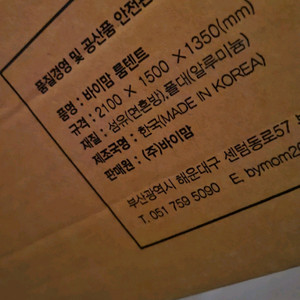 품질경영 및 공산품 안전관
품명 : 바이맘 룸텐트
규격 : 2100 × 1500 × 1350(mm)
재질 : 섬유(면혼방),폴대(알루미늄)
제조국명 : 한국(MADE IN KOREA)
판매원 : (주)바이맘
부산광역시 해운대구 센텀동로57
T. 051 759 5090 E. bymom20